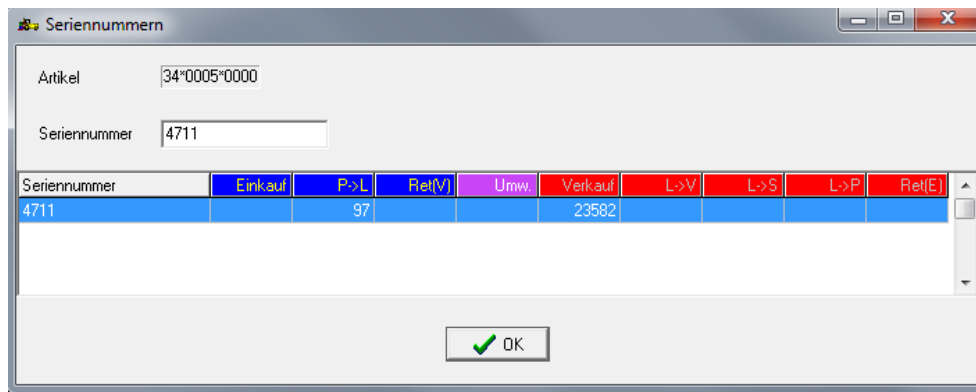 Seriennummern
Artikel 34*0005*0000
Seriennummer 4711
Seriennummer Einkauf P->L Ret(V) Umw. Verkauf L->V L->S L->P Ret(E)
4711 97 23582
OK